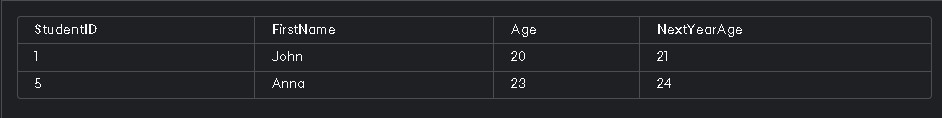 StudentID FirstName Age NextYearAge
1 John 20 21
5 Anna 23 24